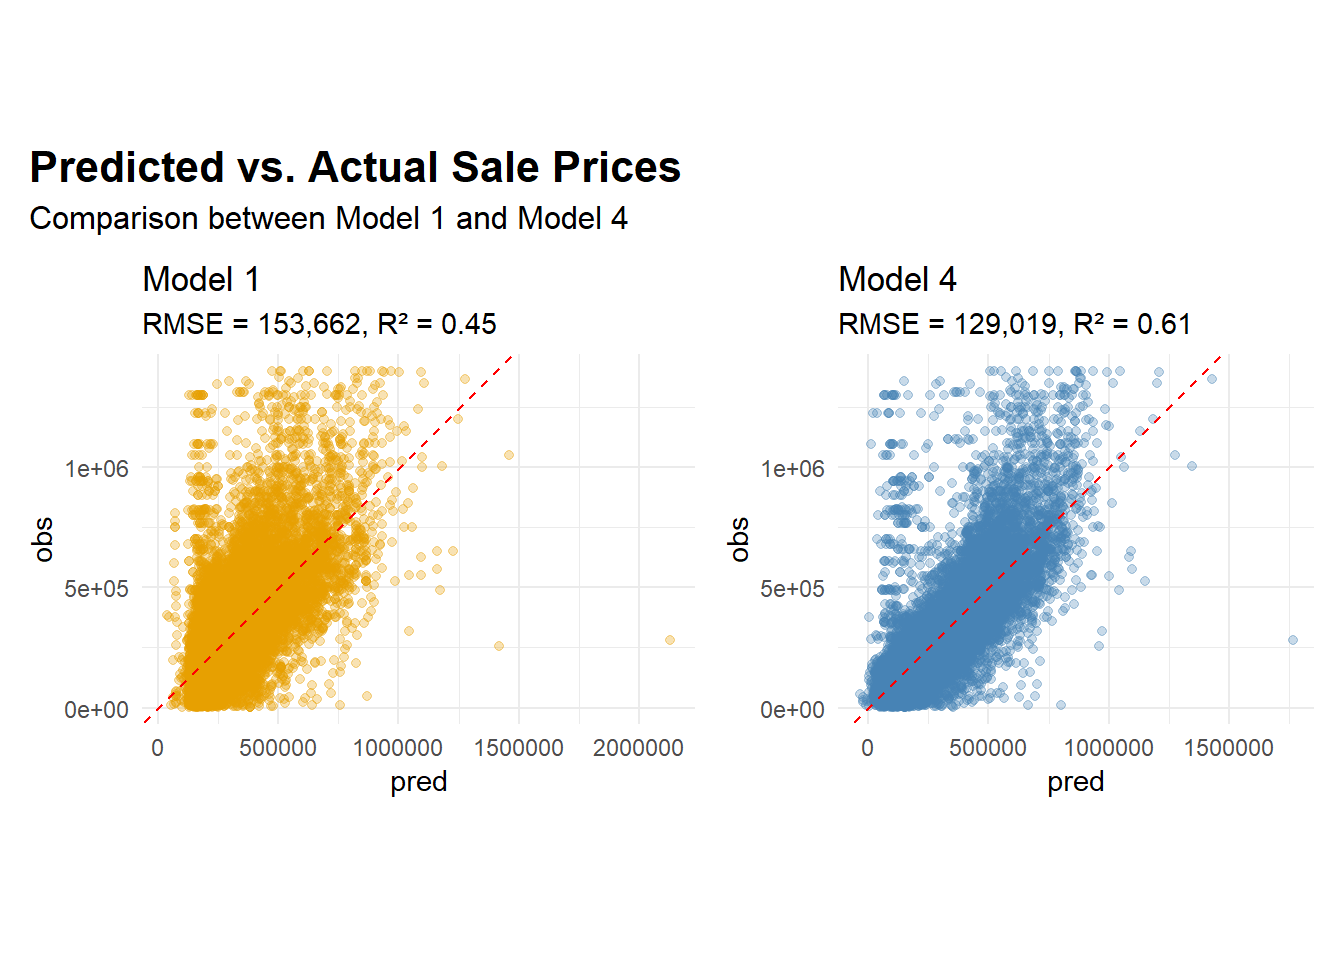 Predicted vs. Actual Sale Prices
Comparison between Model 1 and Model 4
Model 1
RMSE = 153,662, R² = 0.45
obs
1e+06
5e+05
0e+00
0 500000 1000000 1500000 2000000
pred
Model 4
RMSE = 129,019, R² = 0.61
obs
1e+06
5e+05
0e+00
0 500000 1000000 1500000
pred